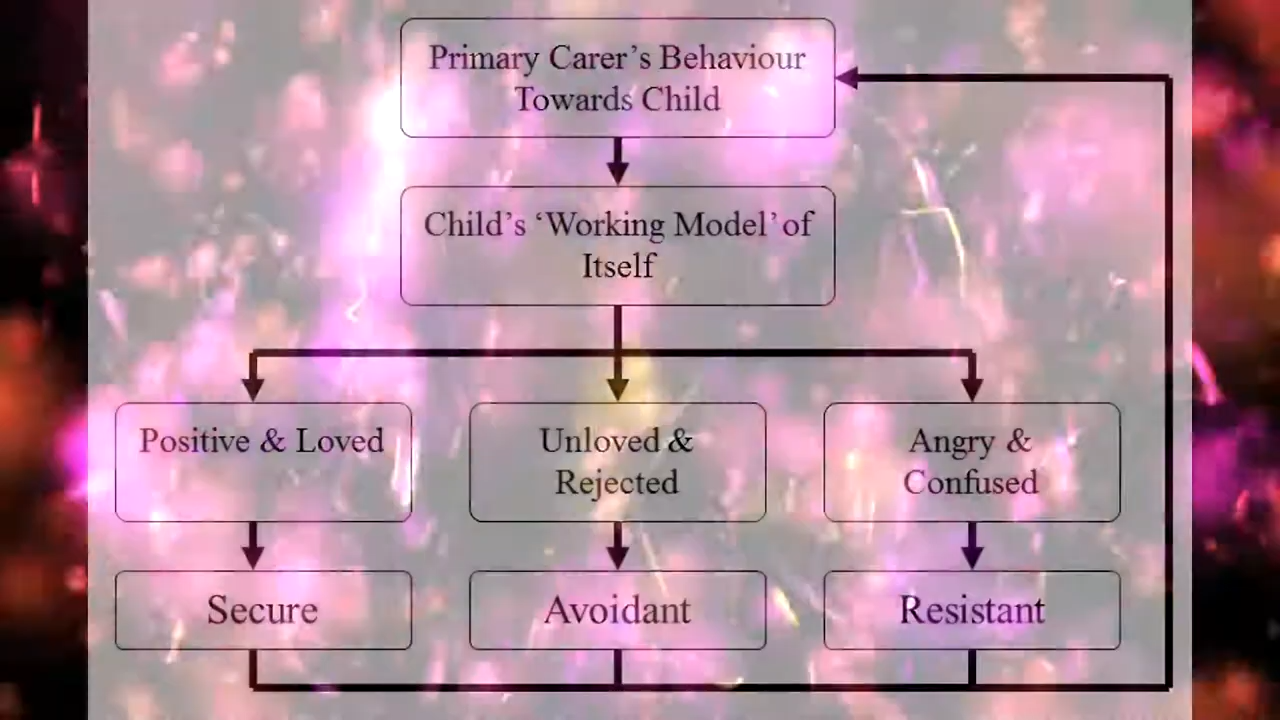 Primary Carer’s Behaviour
Towards Child
Child’s ‘Working Model’ of
Itself
Positive & Loved
Unloved &
Rejected
Angry &
Confused
Secure
Avoidant
Resistant